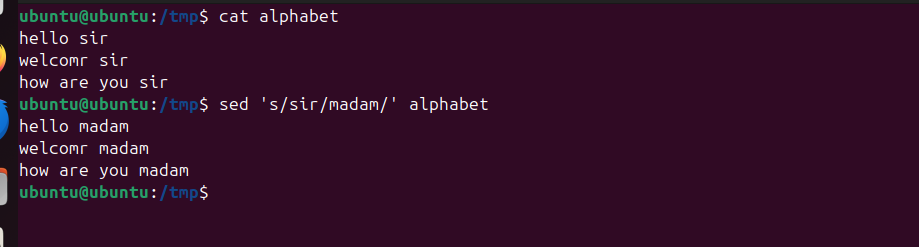 ubuntu@ubuntu:/tmp$ cat alphabet
hello sir
welcomr sir
how are you sir
ubuntu@ubuntu:/tmp$ sed 's/sir/madam/' alphabet
hello madam
welcomr madam
how are you madam
ubuntu@ubuntu:/tmp$